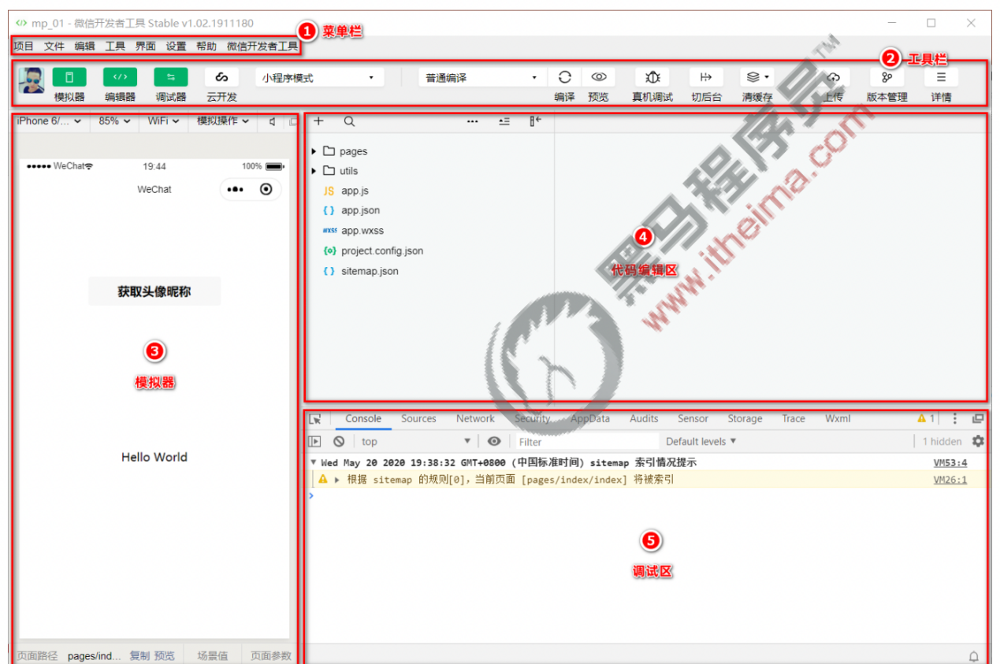 mp_01 - 微信开发者工具 Stable v1.02.1911180
1 菜单栏
项目 文件 编辑 工具 界面 设置 帮助 微信开发者工具
2 工具栏
小程序模式 普通编译
模拟器 编辑器 调试器 云开发 编译 预览 真机调试 切后台 清缓存 上传 版本管理 详情
iPhone 6/... 85% WiFi 模拟操作
WeChat 19:44 100%
WeChat
获取头像昵称
3
模拟器
Hello World
页面路径 pages/ind... 复制 预览 场景值 页面参数
pages
utils
JS app.js
{ } app.json
wxss app.wxss
{o} project.config.json
{ } sitemap.json
4
代码编辑区
黑马程序员™
www.itheima.com
Console Sources Network Security AppData Audits Sensor Storage Trace Wxml 1
top Filter Default levels 1 hidden
Wed May 20 2020 19:38:32 GMT+0800 (中国标准时间) sitemap 索引情况提示 VM53:4
根据 sitemap 的规则[0]，当前页面 [pages/index/index] 将被索引 VM26:1
5
调试区